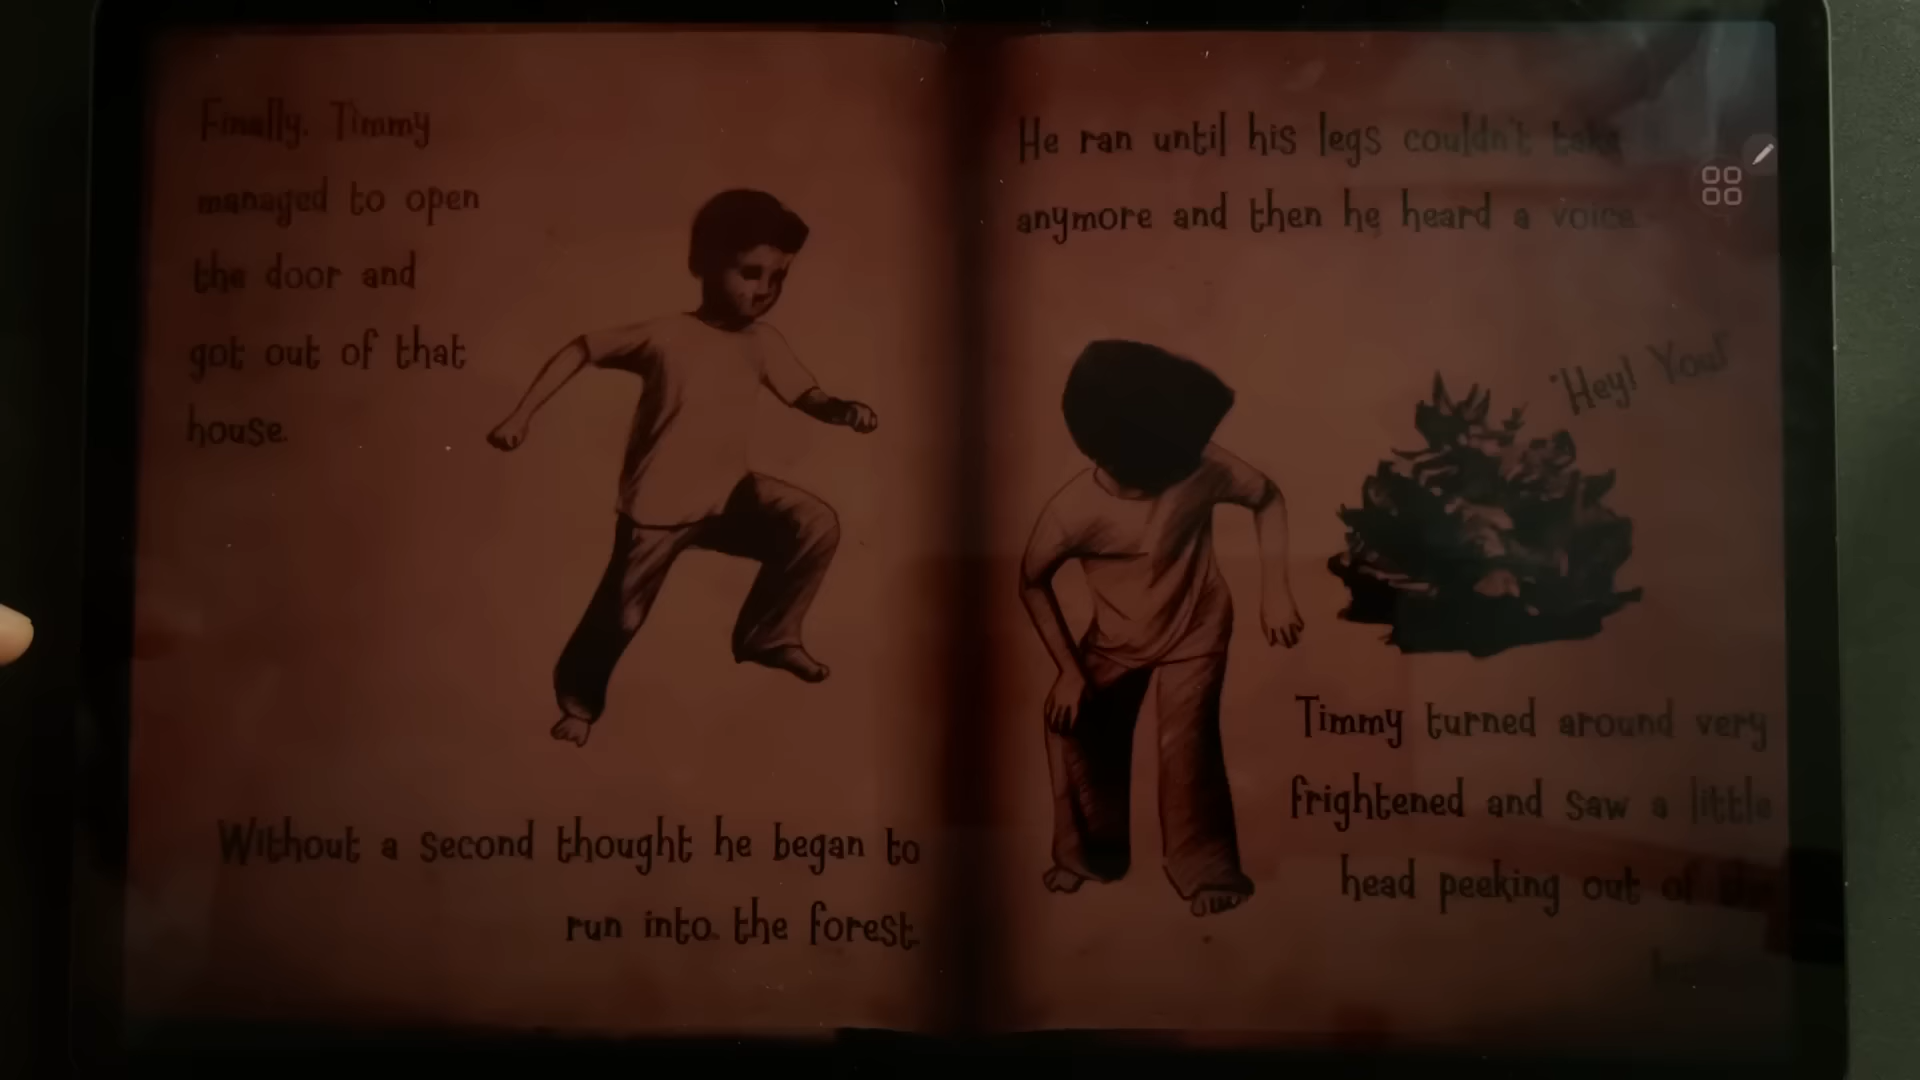 Finally, Timmy
managed to open
the door and
got out of that
house.
Without a second thought he began to
run into the forest.
He ran until his legs couldn't take
anymore and then he heard a voice
"Hey! You!"
Timmy turned around very
frightened and saw a little
head peeking out of the